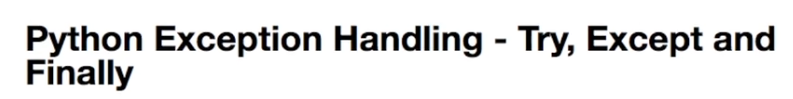 Python Exception Handling - Try, Except and
Finally